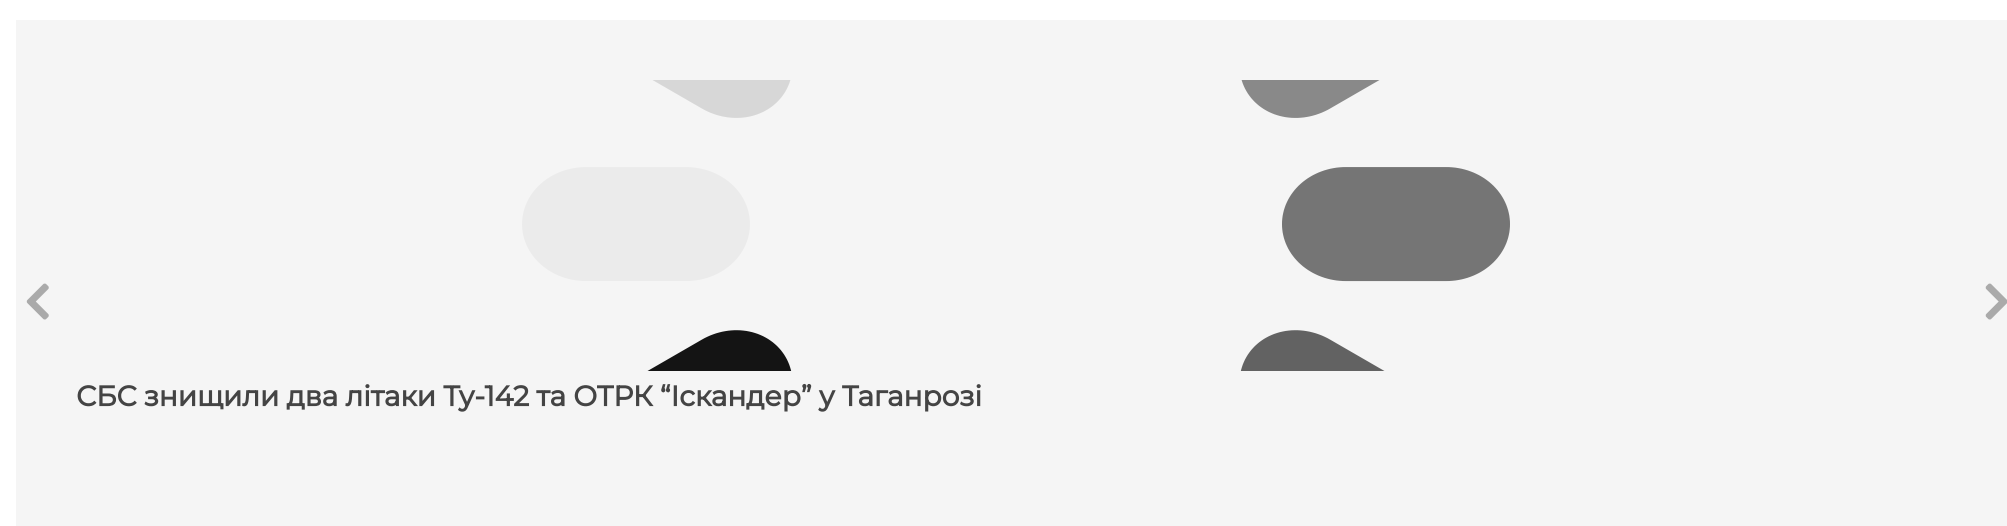 СБС знищили два літаки Ту-142 та ОТРК “Іскандер” у Таганрозі